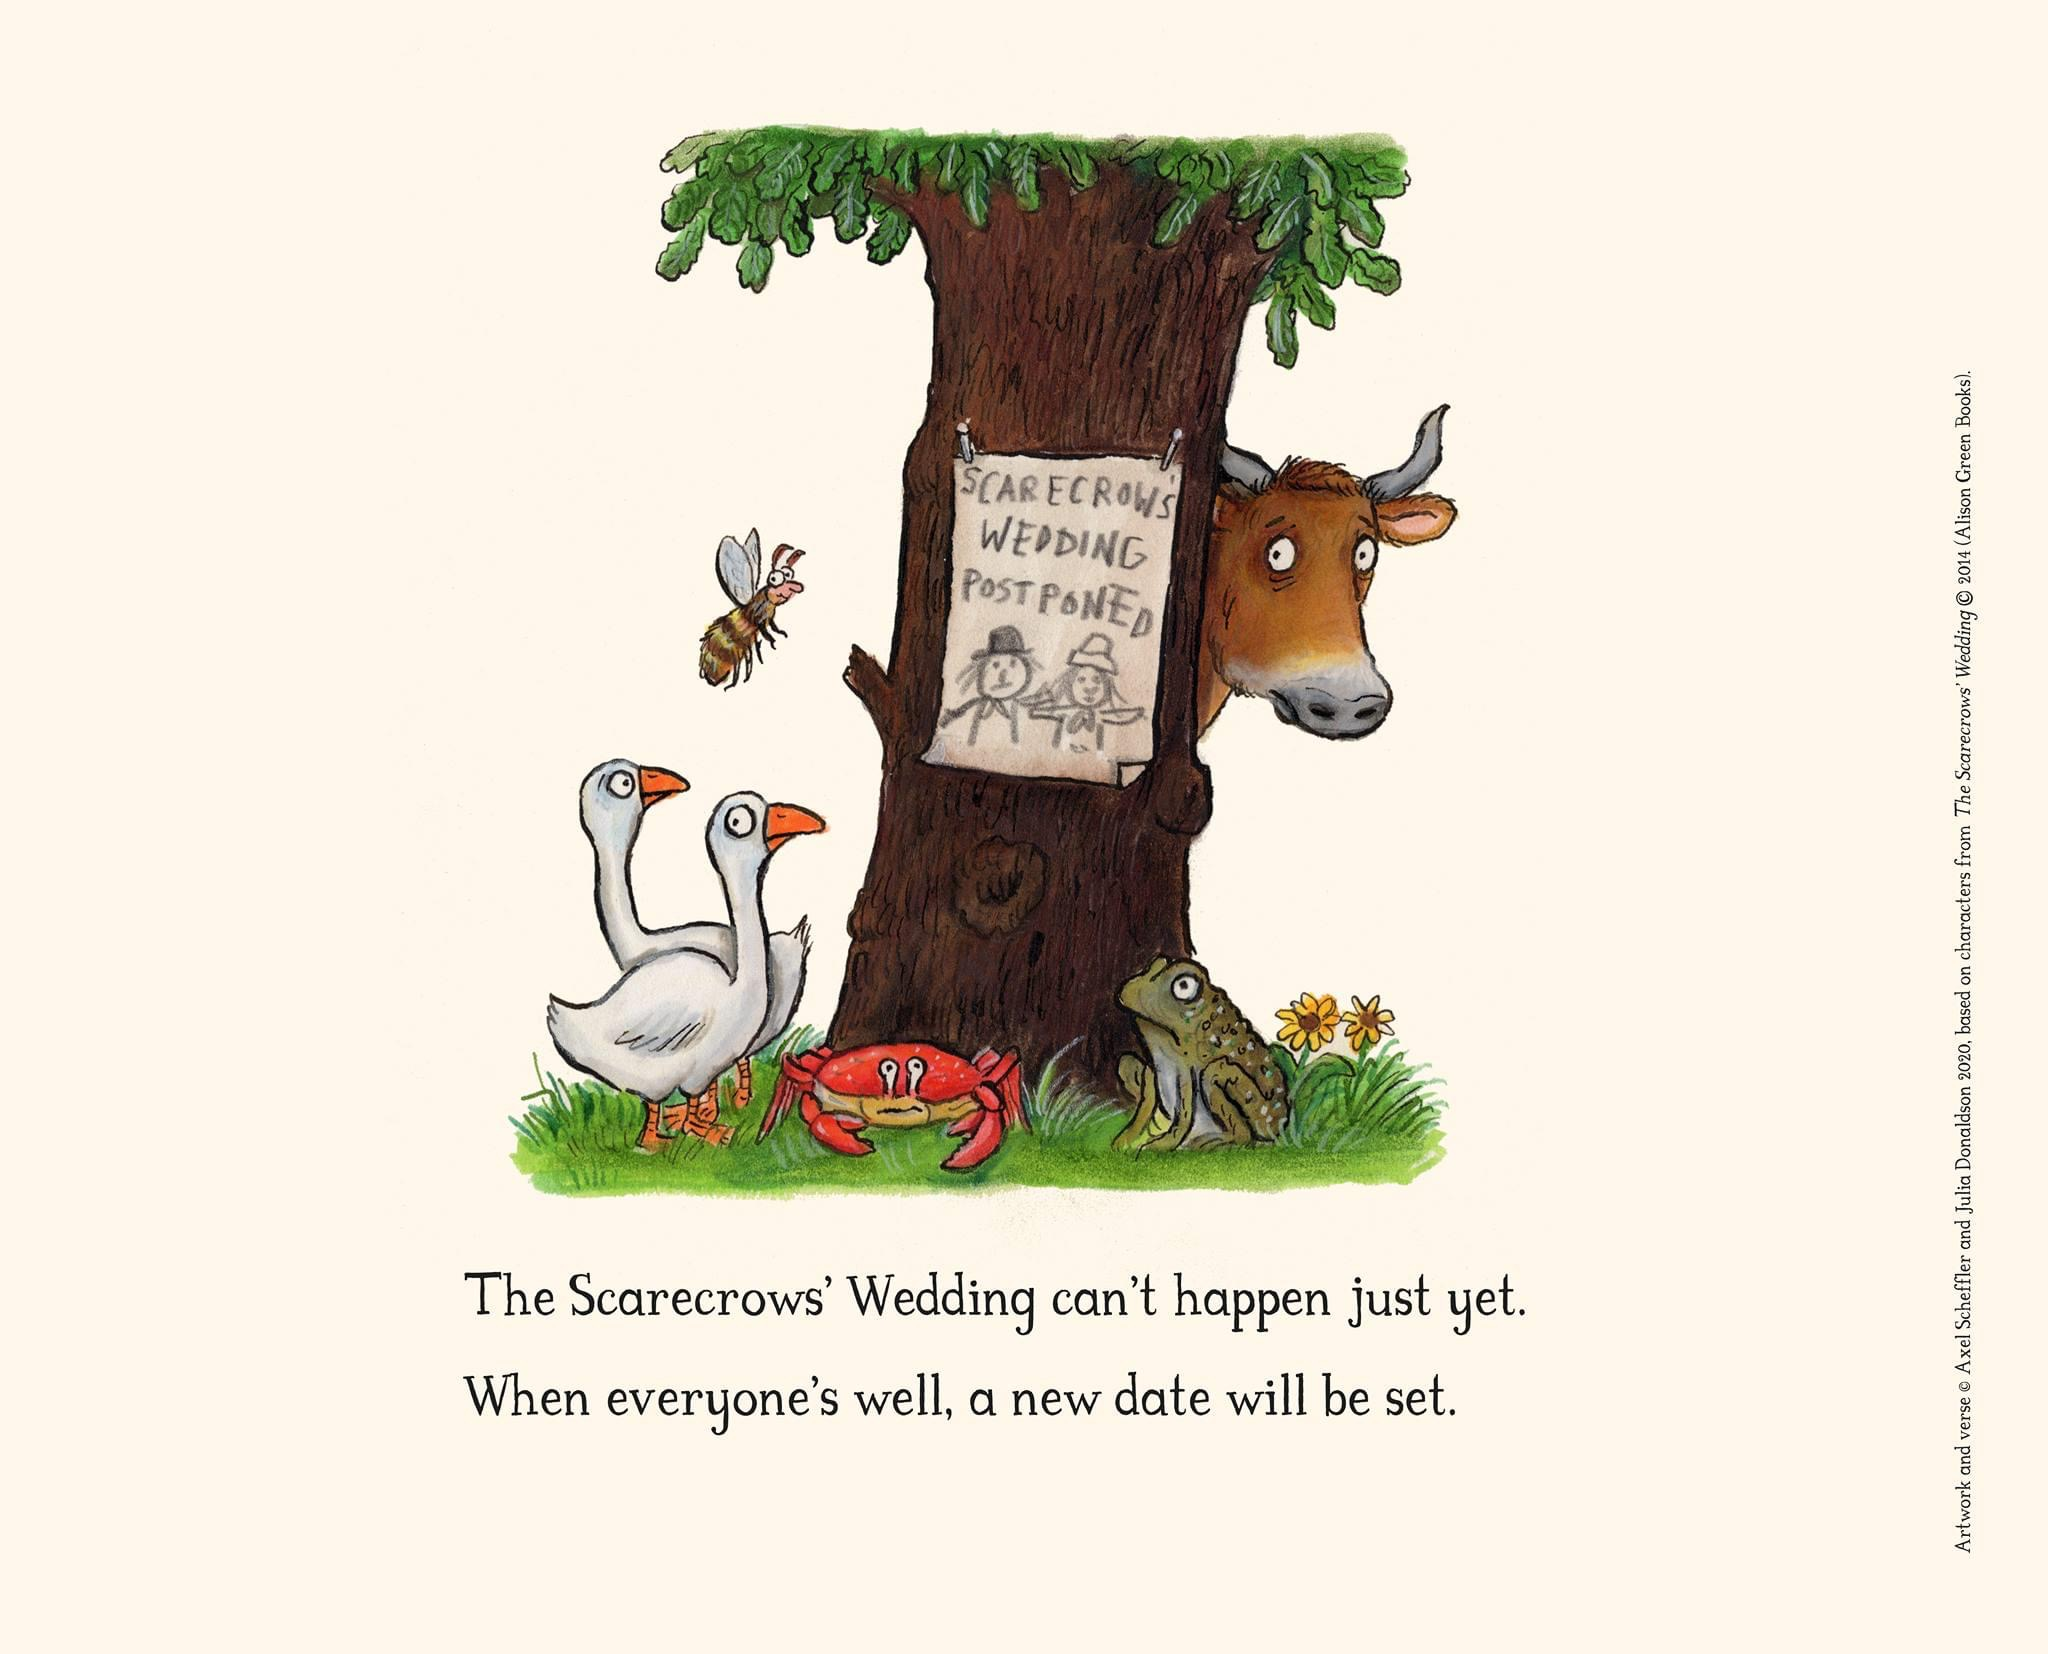 SCARECROWS'
WEDDING
POSTPONED
The Scarecrows’ Wedding can’t happen just yet.
When everyone’s well, a new date will be set.
Artwork and verse © Axel Scheffler and Julia Donaldson 2020, based on characters from The Scarecrows’ Wedding © 2014 (Alison Green Books).